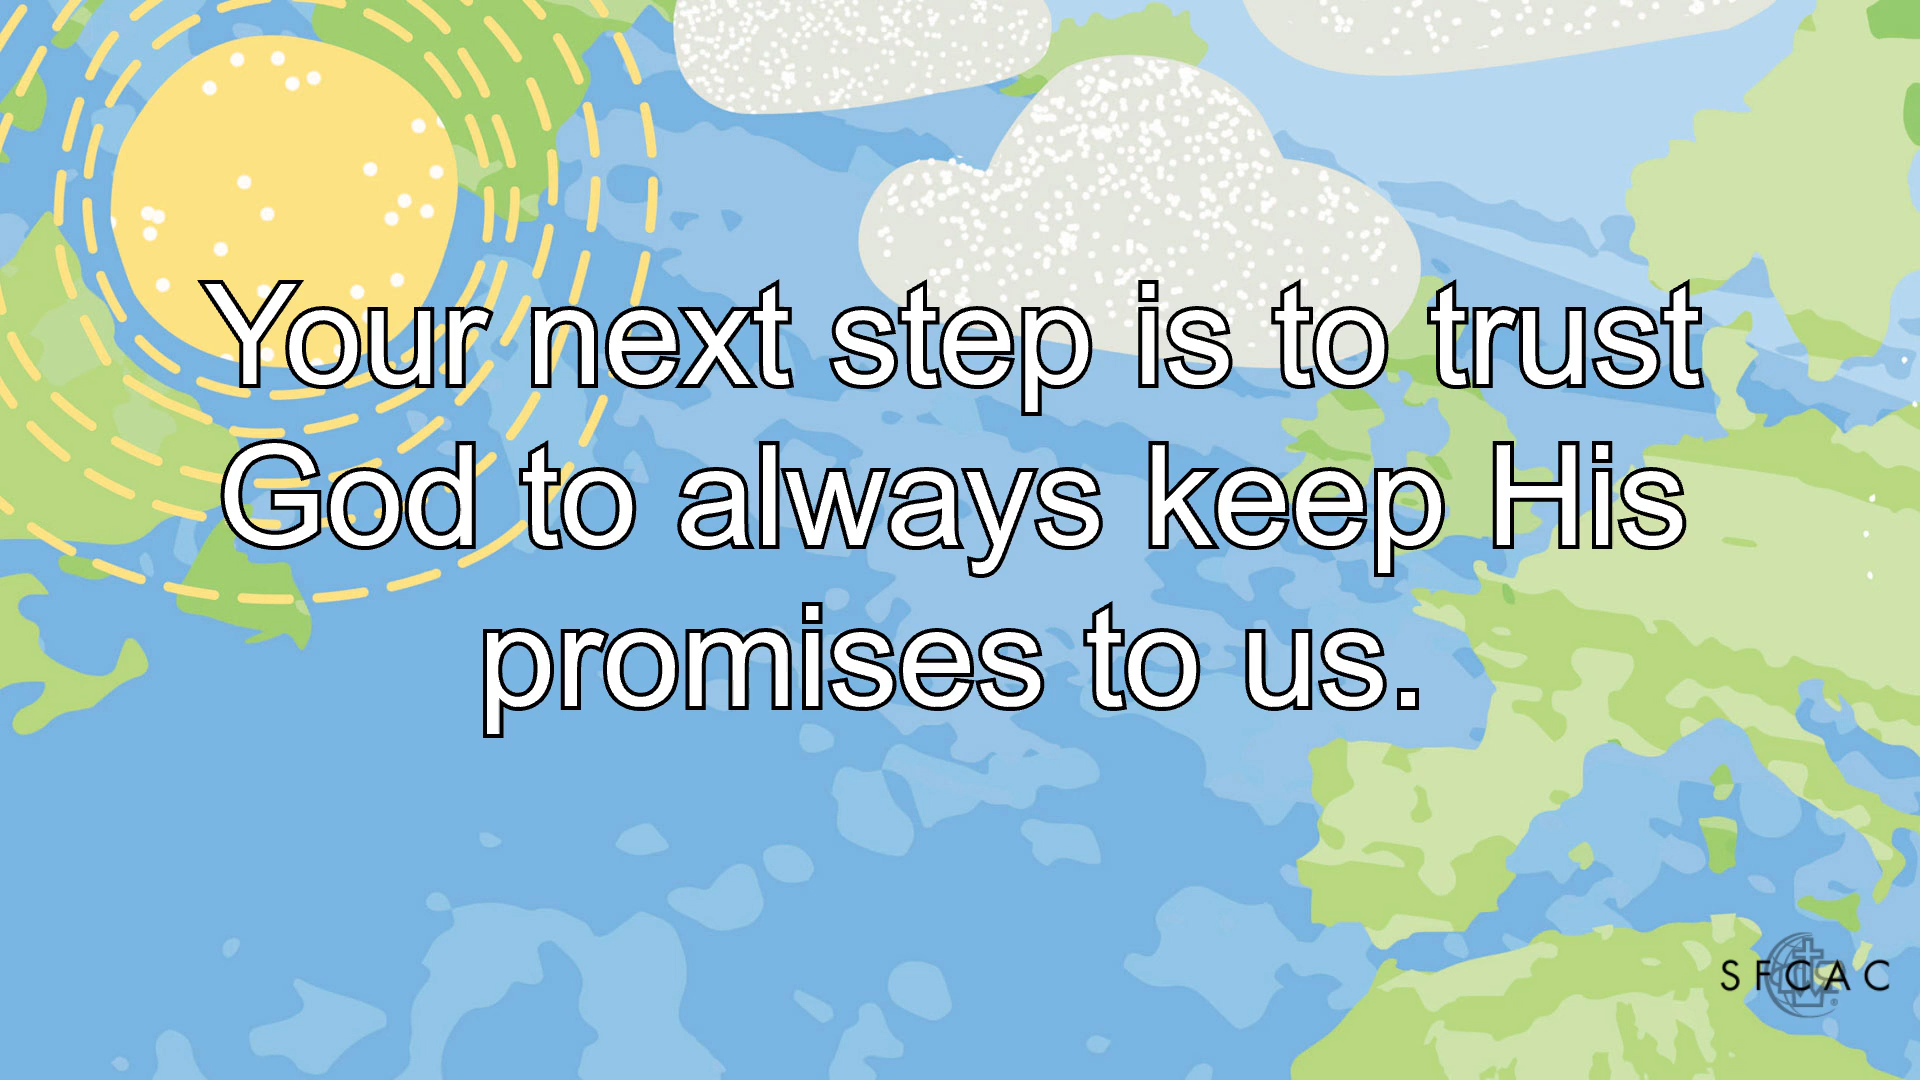 Your next step is to trust
God to always keep His
promises to us.
SFCAC